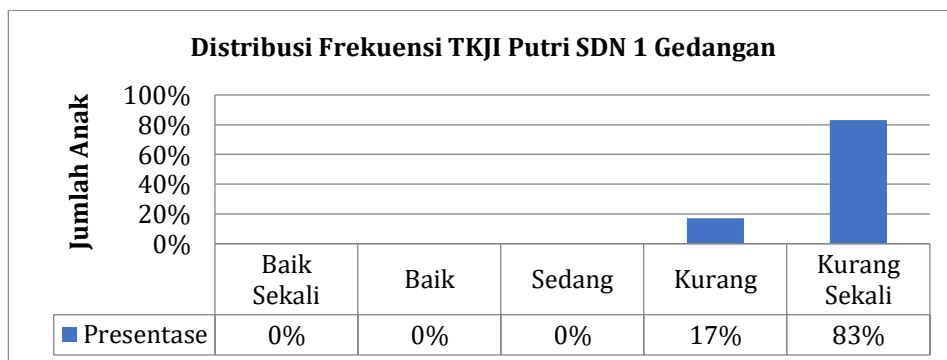 Distribusi Frekuensi TKJI Putri SDN 1 Gedangan
Jumlah Anak
100%
80%
60%
40%
20%
0%
Baik Sekali Baik Sedang Kurang Kurang Sekali
Presentase 0% 0% 0% 17% 83%